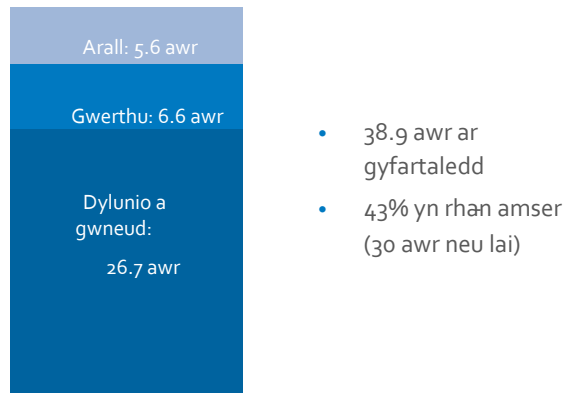 Arall: 5.6 awr
Gwerthu: 6.6 awr
Dylunio a
gwneud:
26.7 awr
• 38.9 awr ar
gyfartaledd
• 43% yn rhan amser
(30 awr neu lai)